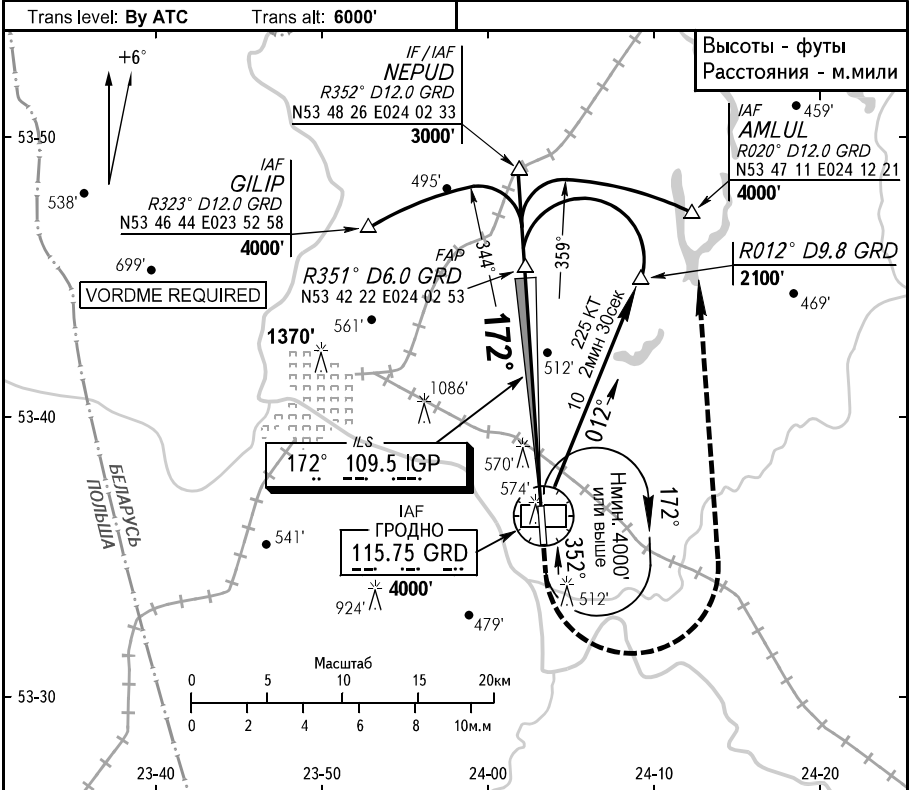 Trans level: By ATC
Trans alt: 6000'
Высоты - футы
Расстояния - м.мили
+6°
IF / IAF
NEPUD
R352° D12.0 GRD
N53 48 26 E024 02 33
3000'
459'
IAF
AMLUL
R020° D12.0 GRD
N53 47 11 E024 12 21
4000'
53-50
IAF
GILIP
R323° D12.0 GRD
N53 46 44 E023 52 58
4000'
495'
538'
344°
359°
FAP
R351° D6.0 GRD
N53 42 22 E024 02 53
R012° D9.8 GRD
2100'
699'
VORDME REQUIRED
469'
561'
1370'
172°
225 KT
2мин 30сек
10
012°
512'
1086'
53-40
ILS
172° 109.5 IGP
570'
574'
БЕЛАРУСЬ
ПОЛЬША
IAF
ГРОДНО
115.75 GRD
4000'
172°
Hмин. 4000'
или выше
352°
541'
924'
512'
479'
Масштаб
0 5 10 15 20км
0 2 4 6 8 10м.м
53-30
23-40 23-50 24-00 24-10 24-20